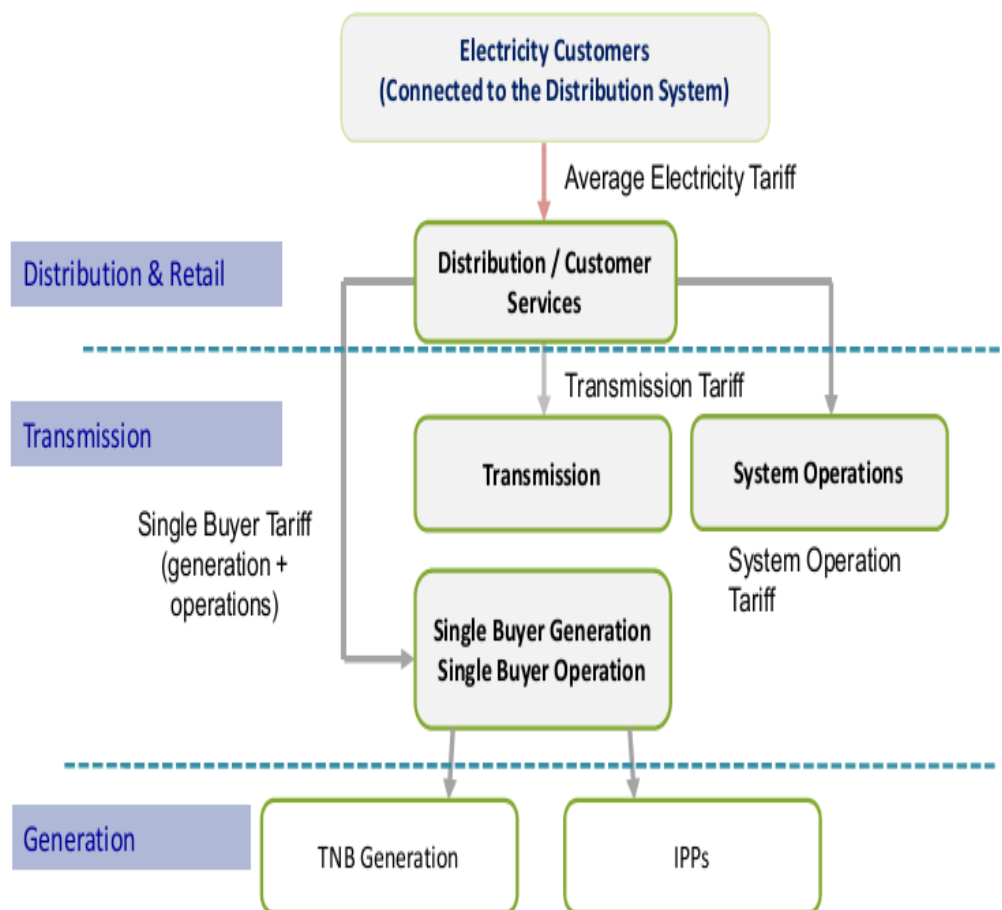 Electricity Customers
(Connected to the Distribution System)
Average Electricity Tariff
Distribution & Retail
Distribution / Customer
Services
Transmission Tariff
Transmission
Transmission
System Operations
Single Buyer Tariff
(generation +
operations)
System Operation
Tariff
Single Buyer Generation
Single Buyer Operation
Generation
TNB Generation
IPPs